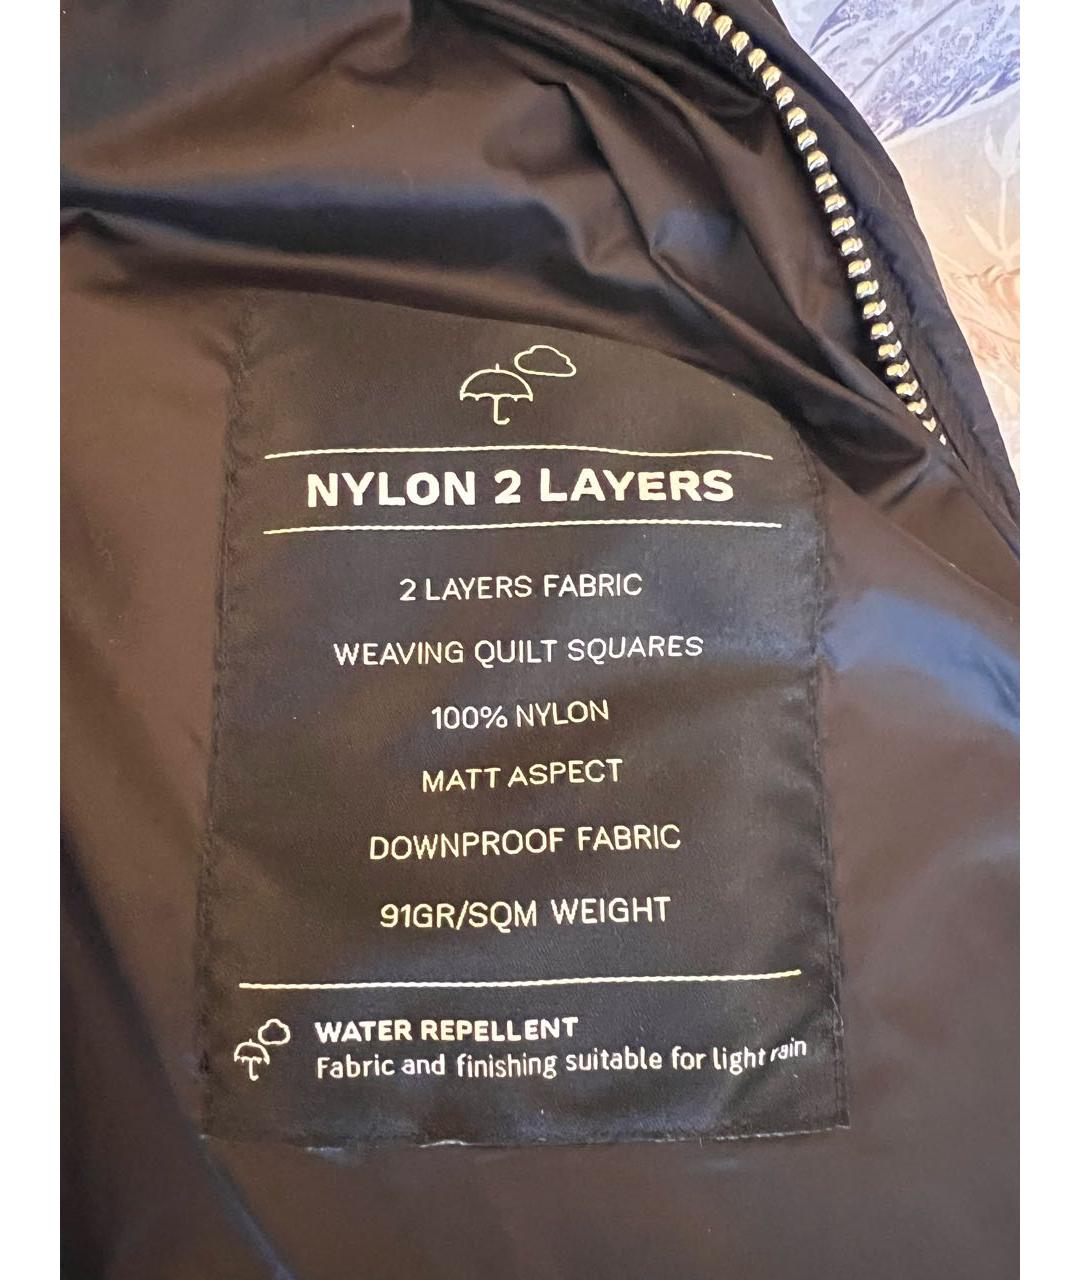 NYLON 2 LAYERS
2 LAYERS FABRIC
WEAVING QUILT SQUARES
100% NYLON
MATT ASPECT
DOWNPROOF FABRIC
91GR/SQM WEIGHT
WATER REPELLENT
Fabric and finishing suitable for light rain